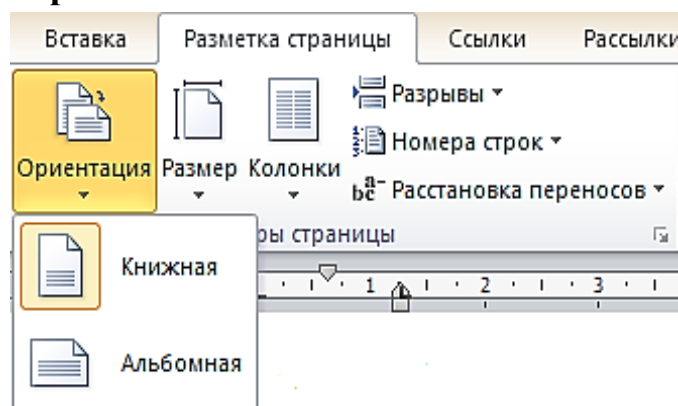 Вставка Разметка страницы Ссылки Рассылки
Разрывы
Номера строк
Ориентация Размер Колонки
Расстановка переносов
страницы
Книжная
1 2 3
Альбомная